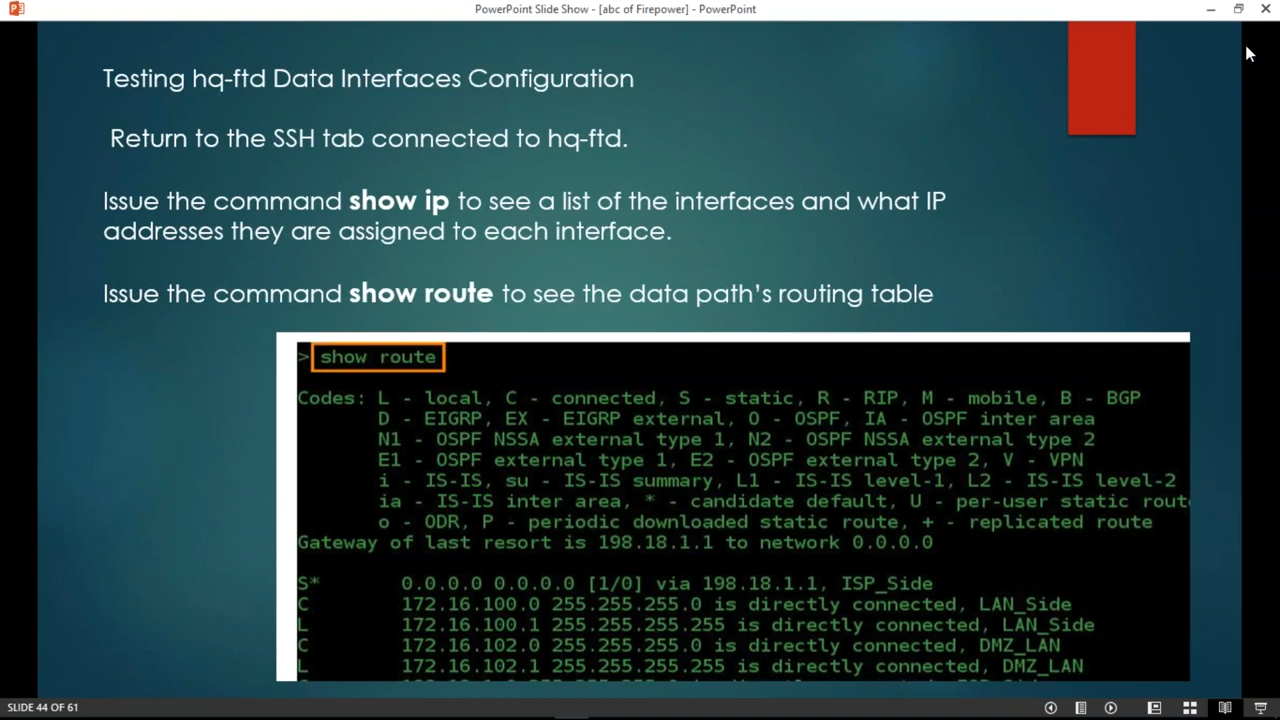 PowerPoint Slide Show - [abc of Firepower] - PowerPoint
Testing hq-ftd Data Interfaces Configuration
Return to the SSH tab connected to hq-ftd.
Issue the command show ip to see a list of the interfaces and what IP
addresses they are assigned to each interface.
Issue the command show route to see the data path's routing table
> show route
Codes: L - local, C - connected, S - static, R - RIP, M - mobile, B - BGP
D - EIGRP, EX - EIGRP external, O - OSPF, IA - OSPF inter area
N1 - OSPF NSSA external type 1, N2 - OSPF NSSA external type 2
E1 - OSPF external type 1, E2 - OSPF external type 2, V - VPN
i - IS-IS, su - IS-IS summary, L1 - IS-IS level-1, L2 - IS-IS level-2
ia - IS-IS inter area, * - candidate default, U - per-user static route
o - ODR, P - periodic downloaded static route, + - replicated route
Gateway of last resort is 198.18.1.1 to network 0.0.0.0
S* 0.0.0.0 0.0.0.0 [1/0] via 198.18.1.1, ISP_Side
C 172.16.100.0 255.255.255.0 is directly connected, LAN_Side
L 172.16.100.1 255.255.255.255 is directly connected, LAN_Side
C 172.16.102.0 255.255.255.0 is directly connected, DMZ_LAN
L 172.16.102.1 255.255.255.255 is directly connected, DMZ_LAN
SLIDE 44 OF 61